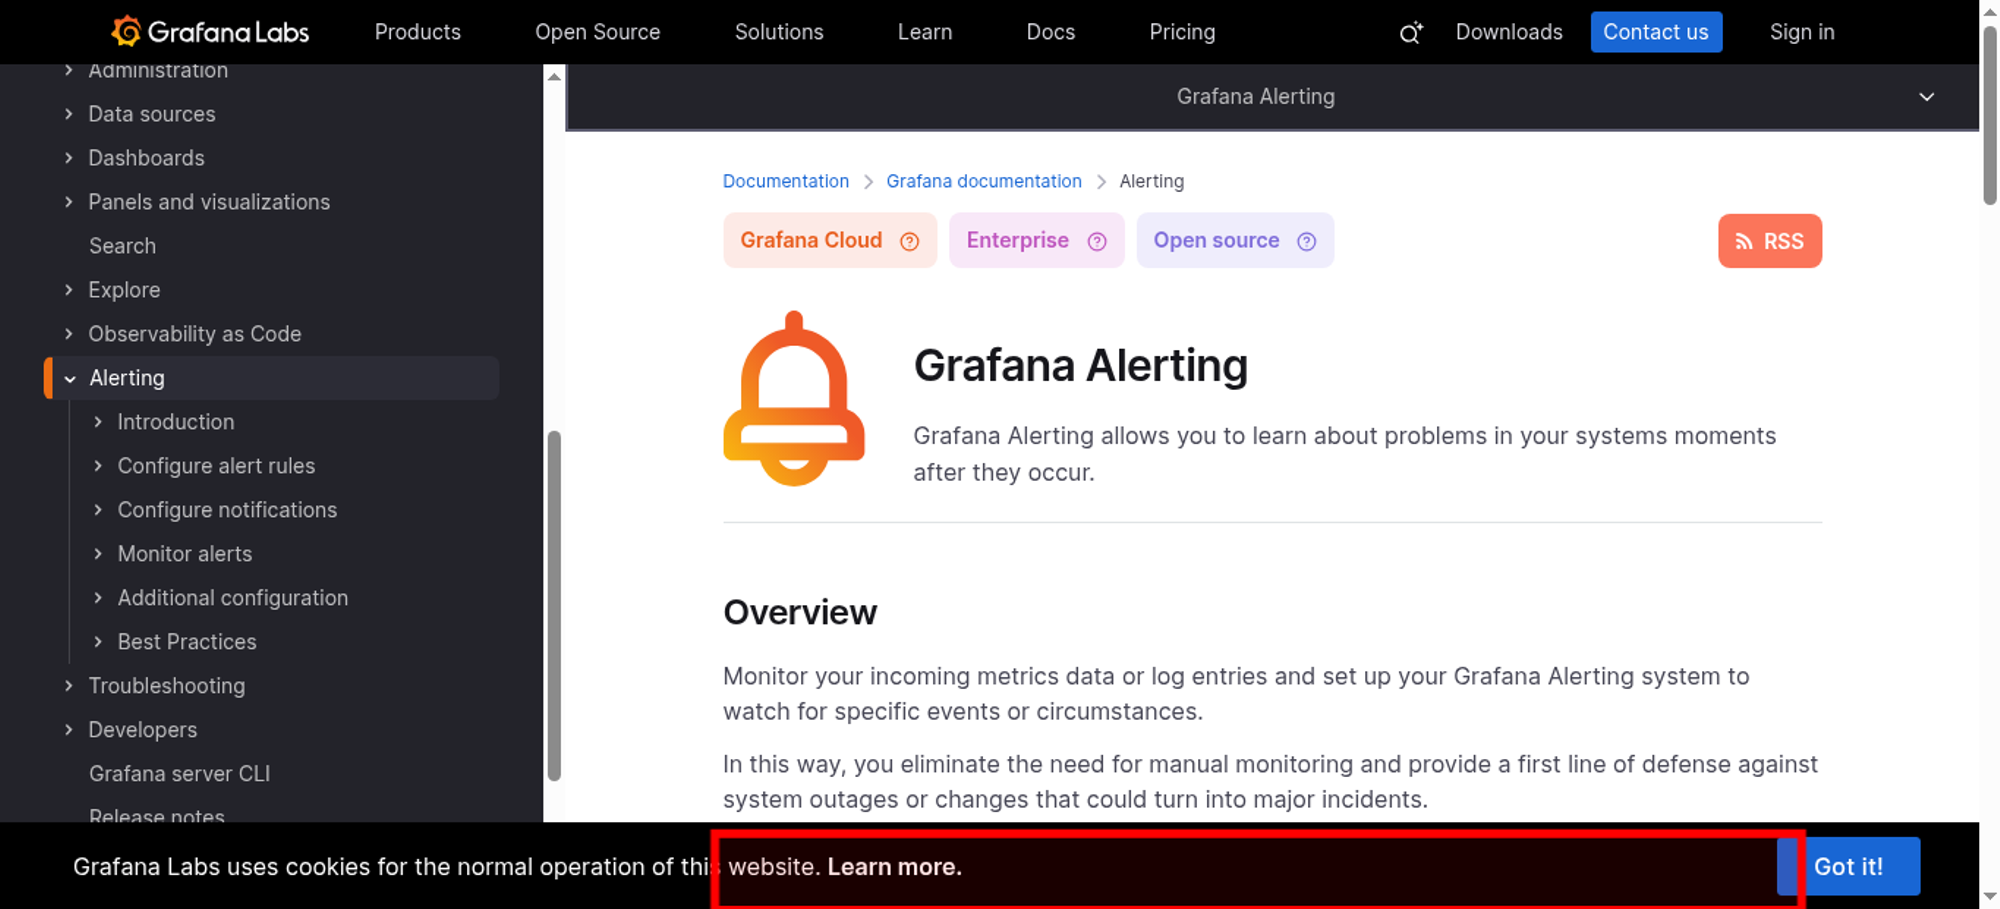 Grafana Labs
Products
Open Source
Solutions
Learn
Docs
Pricing
Downloads
Contact us
Sign in
Administration
Data sources
Dashboards
Panels and visualizations
Search
Explore
Observability as Code
Alerting
Introduction
Configure alert rules
Configure notifications
Monitor alerts
Additional configuration
Best Practices
Troubleshooting
Developers
Grafana server CLI
Release notes
Grafana Alerting
Documentation > Grafana documentation > Alerting
Grafana Cloud
Enterprise
Open source
RSS
Grafana Alerting
Grafana Alerting allows you to learn about problems in your systems moments
after they occur.
Overview
Monitor your incoming metrics data or log entries and set up your Grafana Alerting system to
watch for specific events or circumstances.
In this way, you eliminate the need for manual monitoring and provide a first line of defense against
system outages or changes that could turn into major incidents.
Grafana Labs uses cookies for the normal operation of this website. Learn more.
Got it!